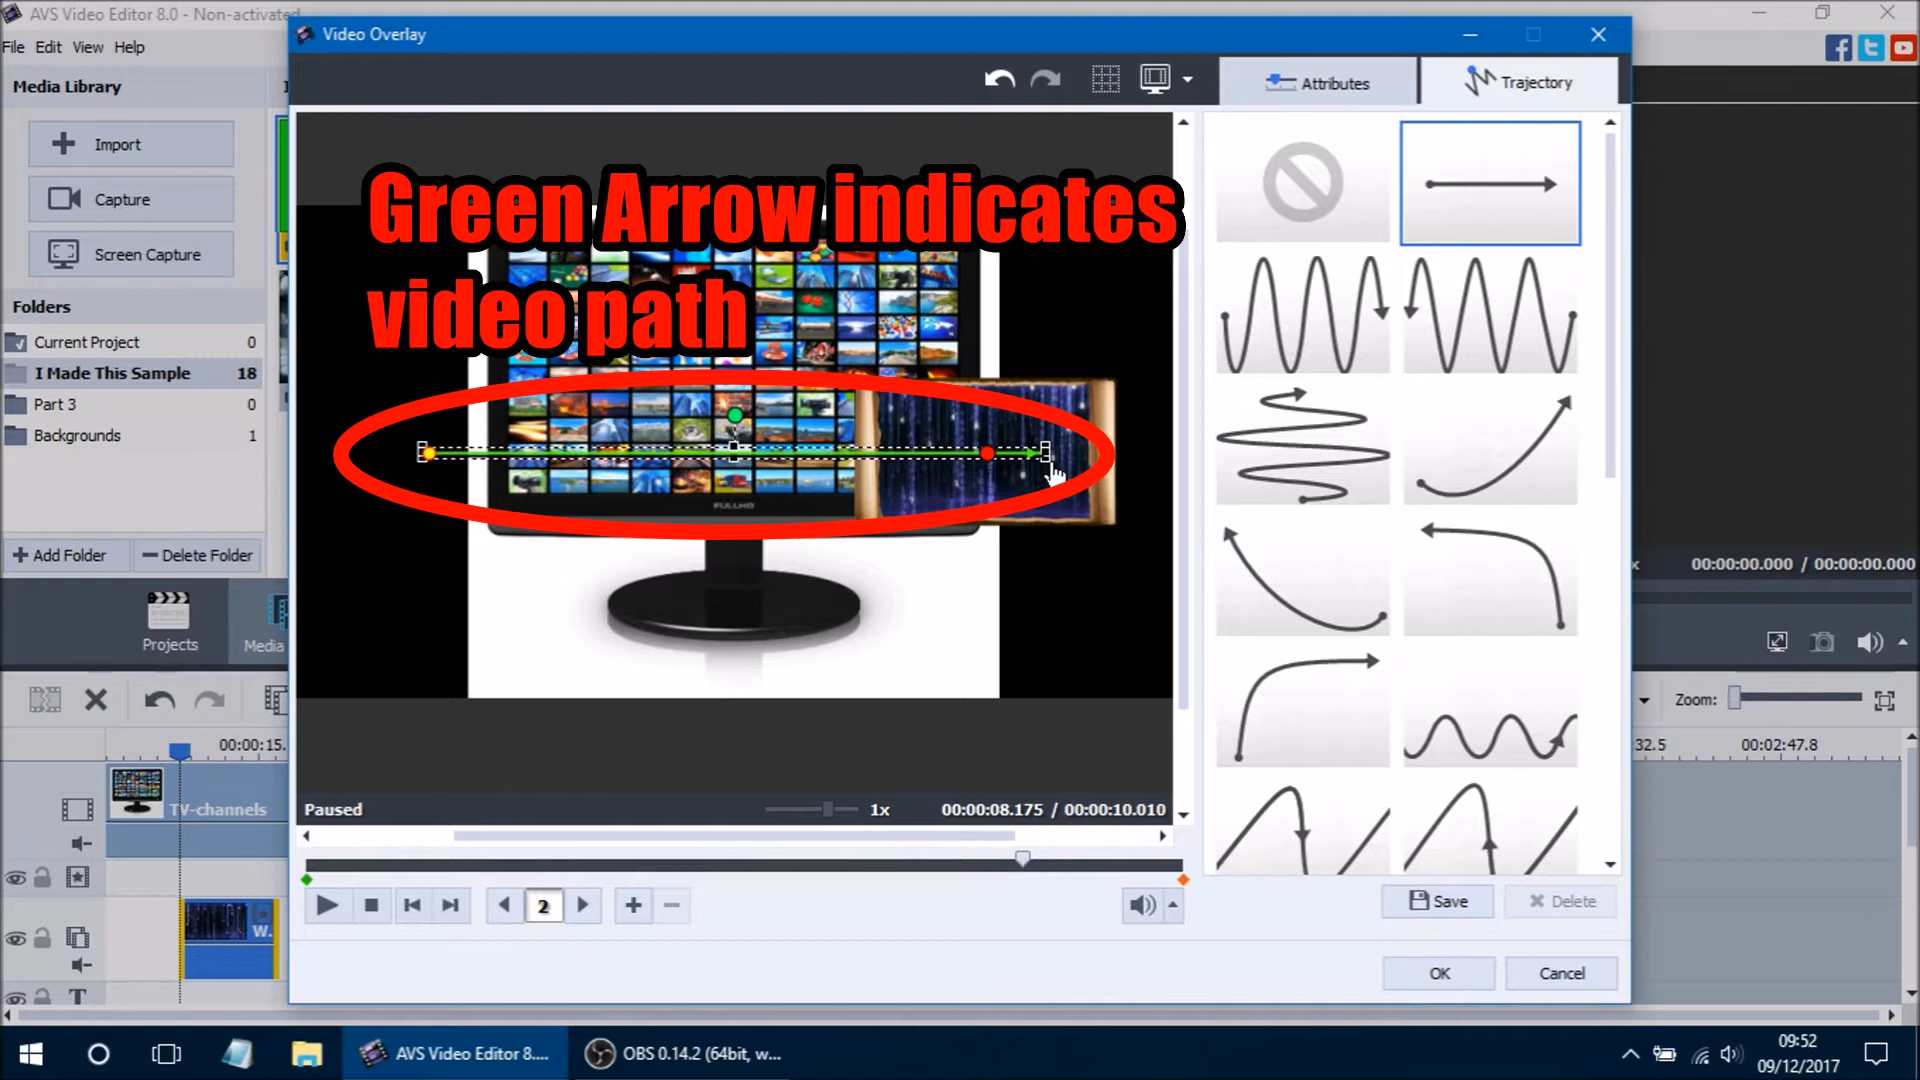 AVS Video Editor 8.0 - Non-activated
File Edit View Help
Video Overlay
Media Library
Import
Capture
Screen Capture
Folders
Current Project 0
I Made This Sample 18
Part 3 0
Backgrounds 1
Add Folder
Delete Folder
Projects
Media
Attributes
Trajectory
Green Arrow indicates
video path
FULLHD
Paused
1x
00:00:08.175 / 00:00:10.010
2
Save
Delete
OK
Cancel
x
00:00:00.000 / 00:00:00.000
Zoom:
00:00:15.
32.5
00:02:47.8
TV-channels
W.
T
AVS Video Editor 8....
OBS 0.14.2 (64bit, w...
09:52
09/12/2017